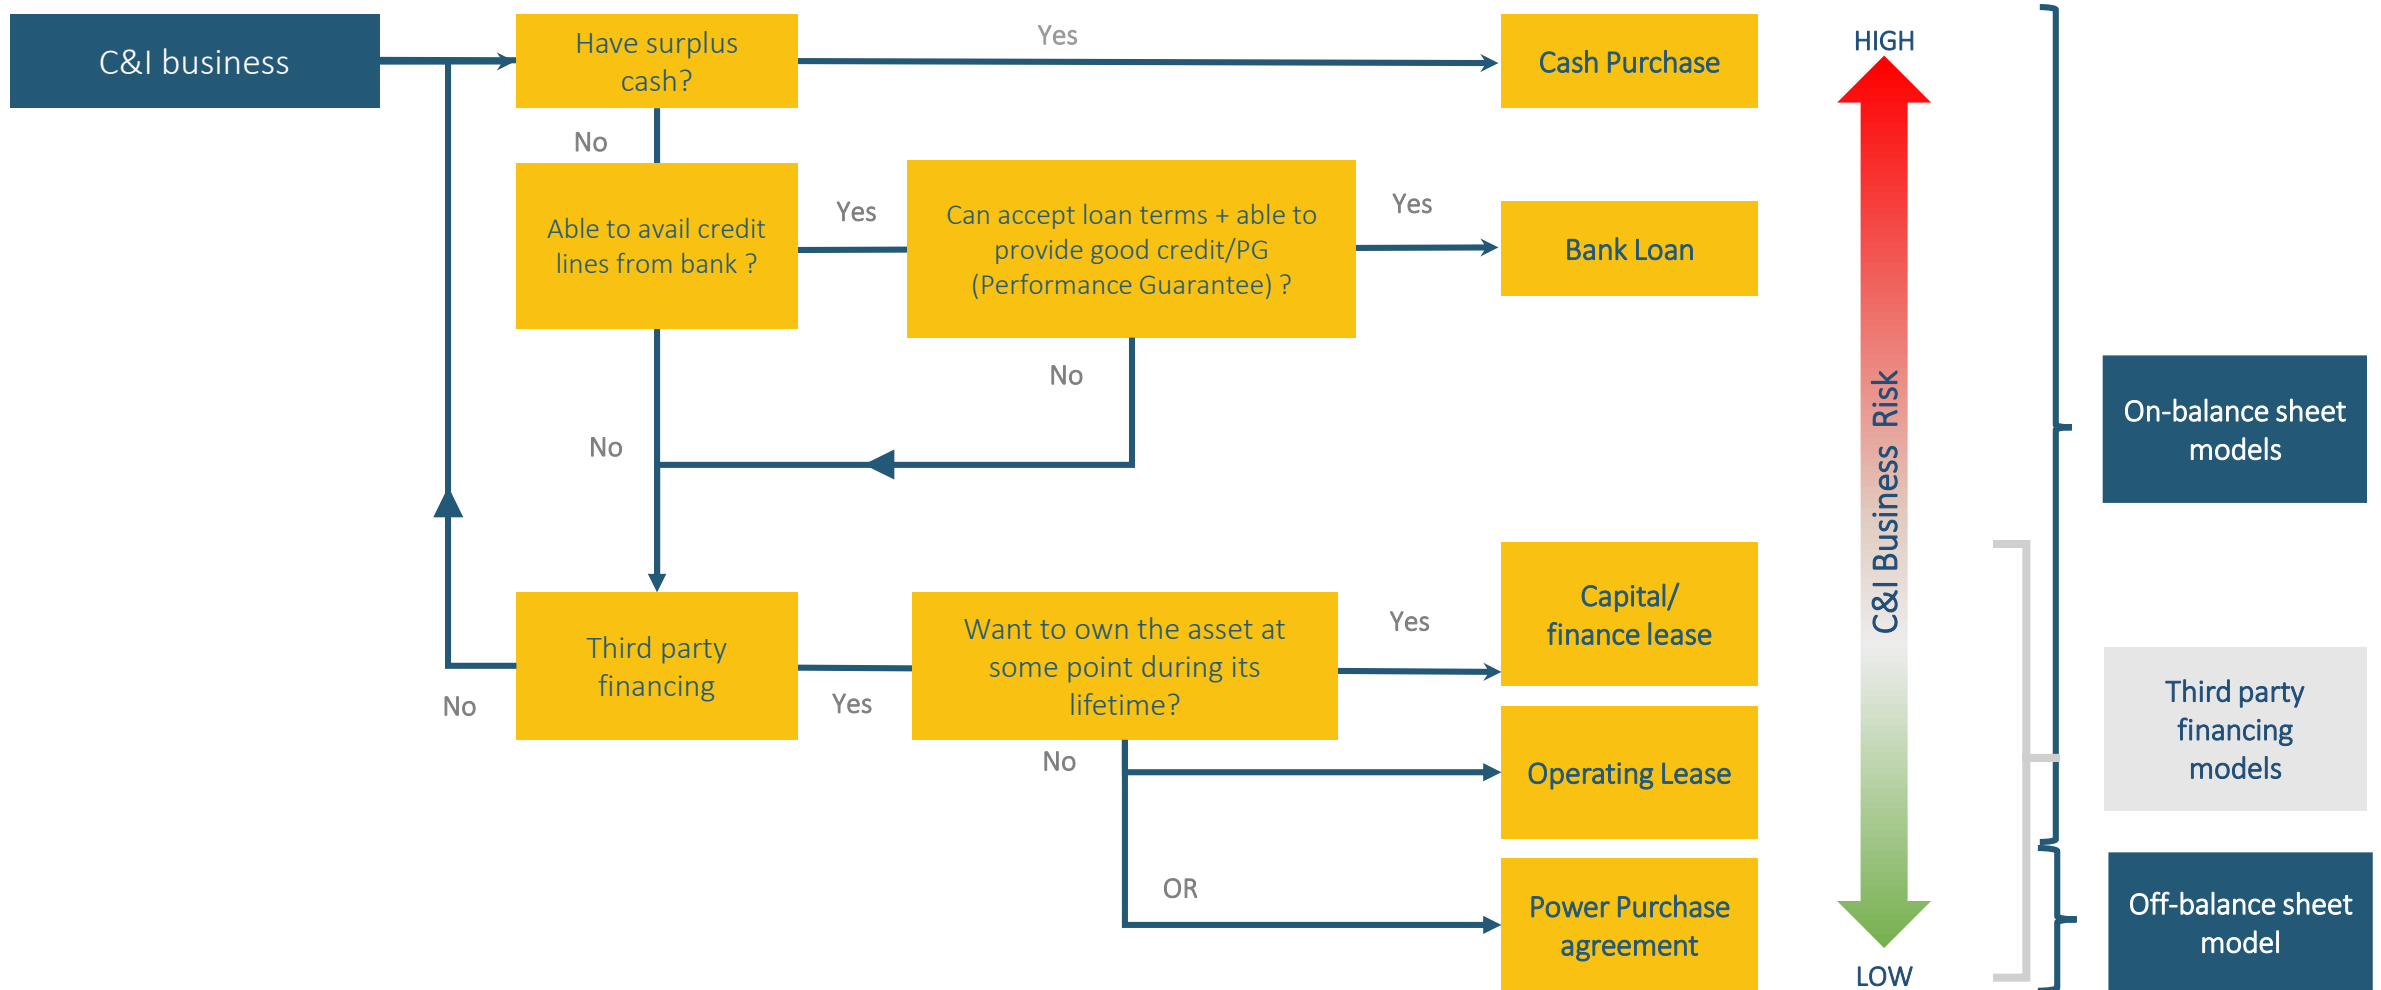 C&I business
Have surplus
cash?
Yes
Cash Purchase
HIGH
No
Able to avail credit
lines from bank ?
Yes
Can accept loan terms + able to
provide good credit/PG
(Performance Guarantee) ?
Yes
Bank Loan
No
No
C&I Business Risk
On-balance sheet
models
Third party
financing
No
Yes
Want to own the asset at
some point during its
lifetime?
Yes
Capital/
finance lease
No
Operating Lease
Third party
financing
models
OR
Power Purchase
agreement
LOW
Off-balance sheet
model